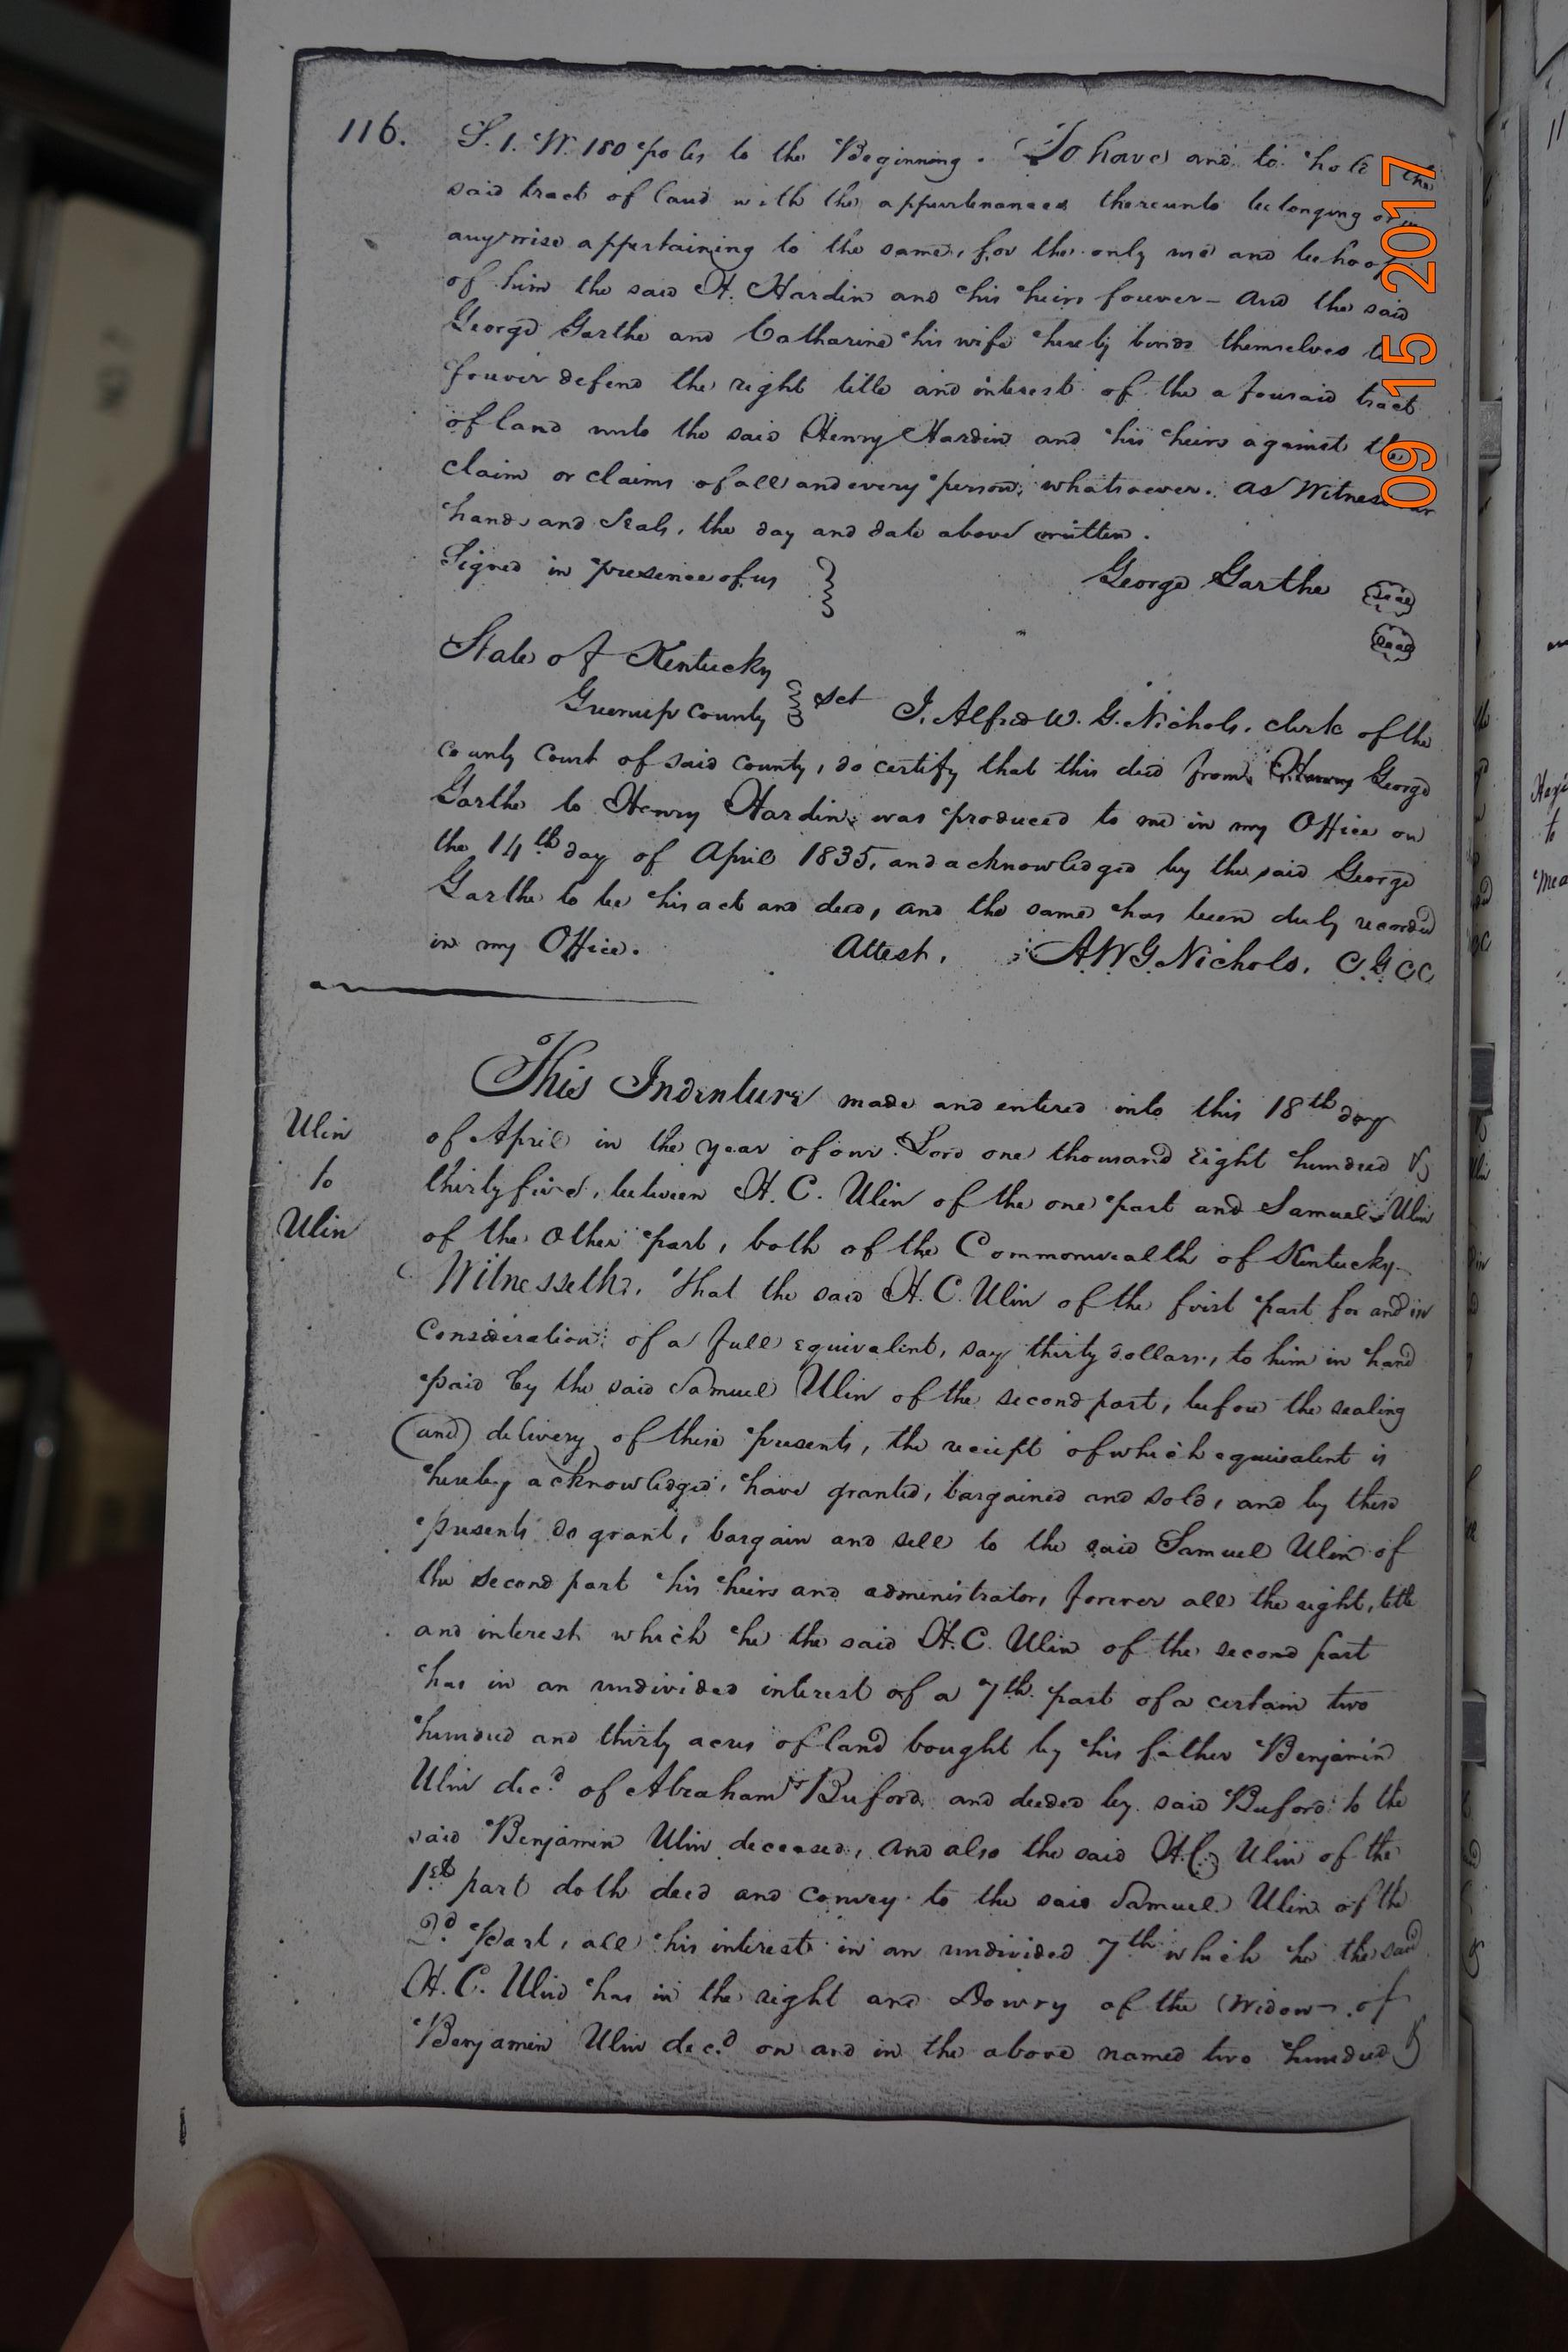 116.
S. 1. W. 180 poles to the Beginning. To have and to hold the
said tract of land with the appurtenances thereunto belonging or in
anywise appertaining to the same, for the only use and behoof
of him the said H. Hardin and his heirs forever – And the said
George Garthe and Catharine his wife hereby binds themselves to
forever defend the right title and interest of the aforesaid tract
of land unto the said Henry Hardin and his heirs against the
claim or claims of all and every person, whatsoever. As Witness our
hands and Seals, the day and date above written.
Signed in presence of us
George Garthe Seal
Seal
State of Kentucky
Greenup County Sct I, Alfred W. G. Nichols, clerk of the
county Court of said county, do certify that this deed from Henry George
Garthe to Henry Hardin, was produced to me in my Office on
the 14th day of April 1835, and acknowledged by the said George
Garthe to be his act and deed, and the same has been duly recorded
in my Office. Attest, A.W.G. Nichols, C.G.C.C
Ulin
to
Ulin
This Indenture made and entered into this 18th day
of April in the year of our Lord one thousand Eight hundred &
thirty five, between H. C. Ulin of the one part and Samuel Ulin
of the Other part, both of the Commonwealth of Kentucky
Witnesseth, that the said H. C. Ulin of the first part for and in
Consideration of a full equivalent, say thirty dollars, to him in hand
paid by the said Samuel Ulin of the second part, before the sealing
and delivery of these presents, the receipt of which equivalent is
hereby acknowledged, have granted, bargained and sold, and by these
presents do grant, bargain and sell to the said Samuel Ulin of
the second part his heirs and administrators forever all the right, title
and interest which he the said H. C. Ulin of the second part
has in an undivided interest of a 7th part of a certain two
hundred and thirty acres of land bought by his father Benjamin
Ulin decd of Abraham Buford and deeded by said Buford to the
said Benjamin Ulin deceased, and also the said H.C. Ulin of the
1st part doth deed and convey to the said Samuel Ulin of the
2d part, all his interest in an undivided 7th which he the said
H. C. Ulin has in the right and Dowry of the Widow of
Benjamin Ulin decd on and in the above named two hundred &
09 15 2017